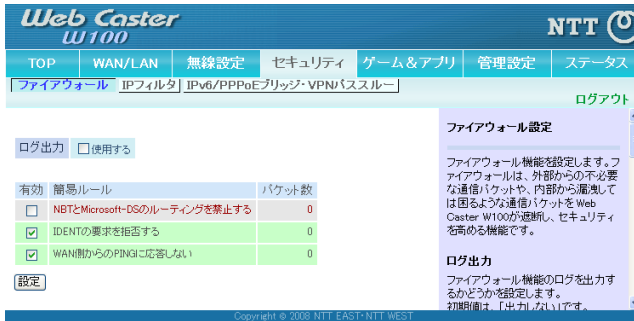 Web Caster
W100
NTT
TOP WAN/LAN 無線設定 セキュリティ ゲーム&アプリ 管理設定 ステータス
ファイアウォール IPフィルタ IPv6/PPPoEブリッジ・VPNパススルー
ログアウト
ファイアウォール設定
ログ出力 使用する
ファイアウォール機能を設定します。フ
ァイアウォールは、外部からの不必要
な通信パケットや、内部から漏洩して
は困るような通信パケットをWeb
Caster W100が遮断し、セキュリティ
を高める機能です。
有効 簡易ルール パケット数
NBTとMicrosoft-DSのルーティングを禁止する 0
IDENTの要求を拒否する 0
WAN側からのPINGに応答しない 0
設定
ログ出力
ファイアウォール機能のログを出力す
るかどうかを設定します。
初期値は、「出力しない」です。
Copyright © 2008 NTT EAST・NTT WEST